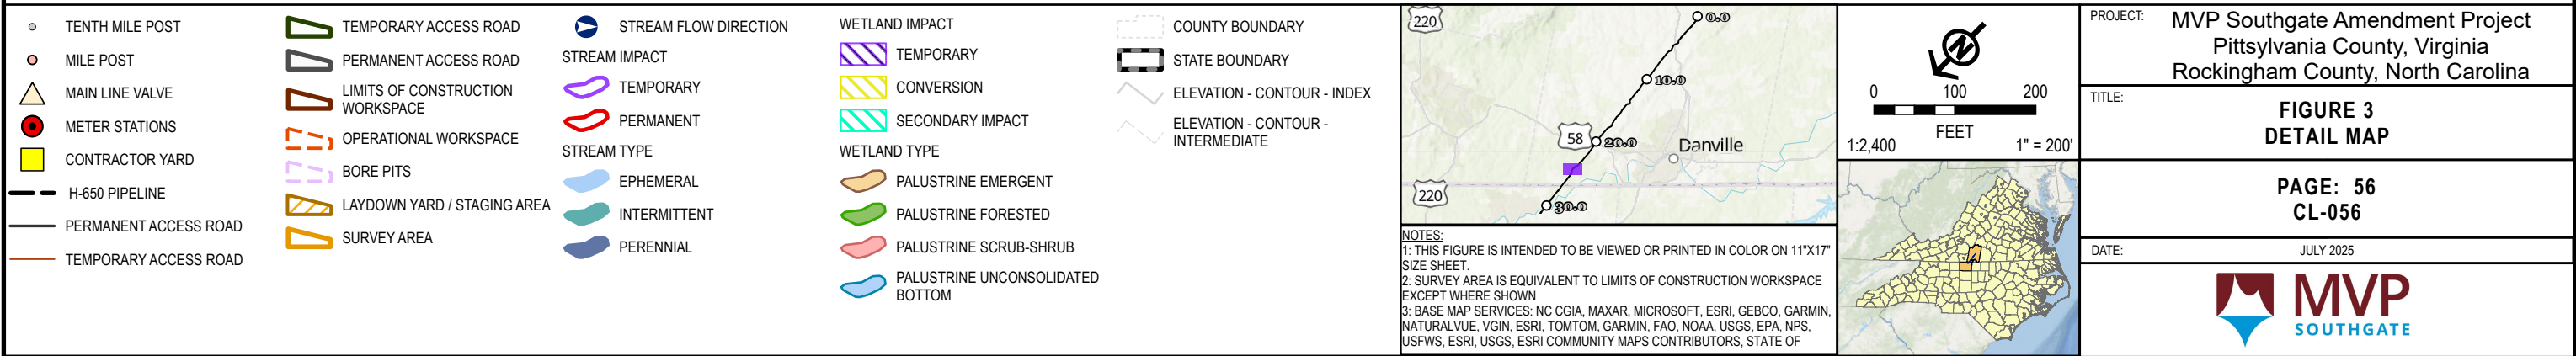 TENTH MILE POST
MILE POST
MAIN LINE VALVE
METER STATIONS
CONTRACTOR YARD
H-650 PIPELINE
PERMANENT ACCESS ROAD
TEMPORARY ACCESS ROAD
TEMPORARY ACCESS ROAD
PERMANENT ACCESS ROAD
LIMITS OF CONSTRUCTION
WORKSPACE
OPERATIONAL WORKSPACE
BORE PITS
LAYDOWN YARD / STAGING AREA
SURVEY AREA
STREAM FLOW DIRECTION
STREAM IMPACT
TEMPORARY
PERMANENT
STREAM TYPE
EPHEMERAL
INTERMITTENT
PERENNIAL
WETLAND IMPACT
TEMPORARY
CONVERSION
SECONDARY IMPACT
WETLAND TYPE
PALUSTRINE EMERGENT
PALUSTRINE FORESTED
PALUSTRINE SCRUB-SHRUB
PALUSTRINE UNCONSOLIDATED
BOTTOM
COUNTY BOUNDARY
STATE BOUNDARY
ELEVATION - CONTOUR - INDEX
ELEVATION - CONTOUR -
INTERMEDIATE
220
0.0
10.0
58
20.0
Danville
220
30.0
NOTES:
1: THIS FIGURE IS INTENDED TO BE VIEWED OR PRINTED IN COLOR ON 11"X17"
SIZE SHEET.
2: SURVEY AREA IS EQUIVALENT TO LIMITS OF CONSTRUCTION WORKSPACE
EXCEPT WHERE SHOWN
3: BASE MAP SERVICES: NC CGIA, MAXAR, MICROSOFT, ESRI, GEBCO, GARMIN,
NATURALVUE, VGIN, ESRI, TOMTOM, GARMIN, FAO, NOAA, USGS, EPA, NPS,
USFWS, ESRI, USGS, ESRI COMMUNITY MAPS CONTRIBUTORS, STATE OF
N
0 100 200
FEET
1:2,400 1" = 200'
PROJECT: MVP Southgate Amendment Project
Pittsylvania County, Virginia
Rockingham County, North Carolina
TITLE:
FIGURE 3
DETAIL MAP
PAGE: 56
CL-056
DATE: JULY 2025
MVP
SOUTHGATE